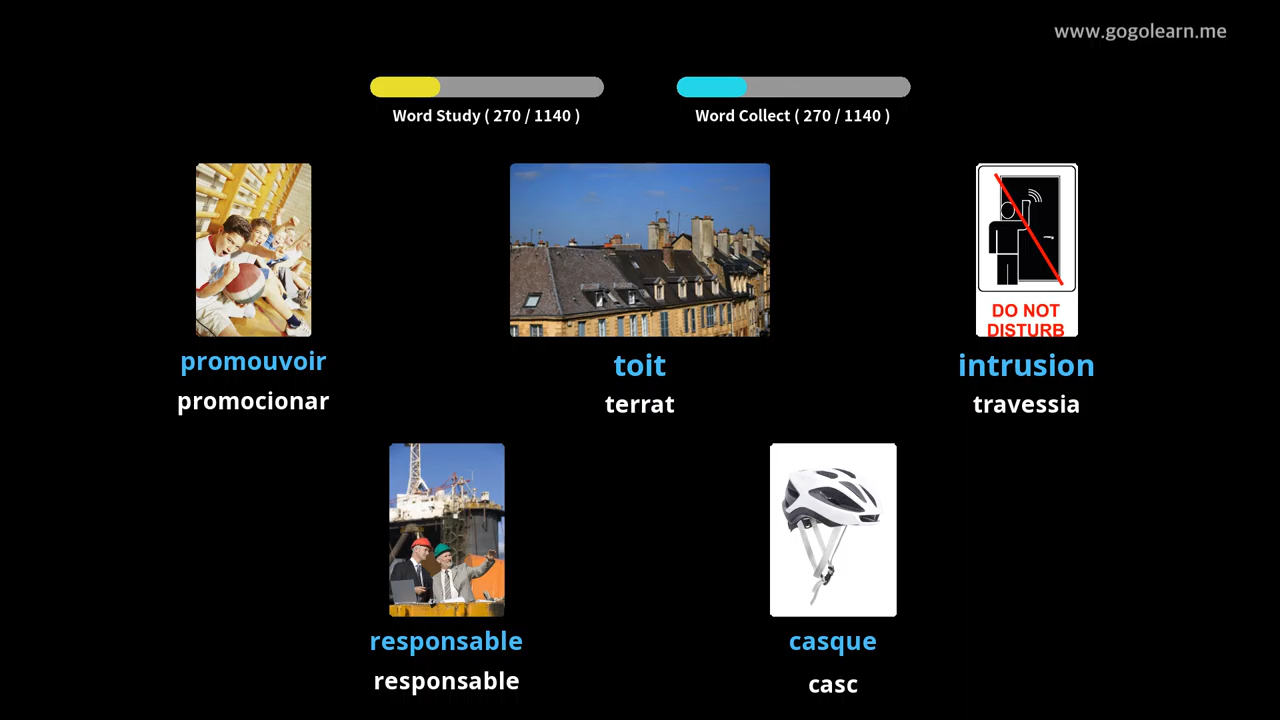 www.gogolearn.me
Word Study ( 270 / 1140 )
Word Collect ( 270 / 1140 )
DO NOT
DISTURB
promouvoir
promocionar
toit
terrat
intrusion
travessia
responsable
responsable
casque
casc